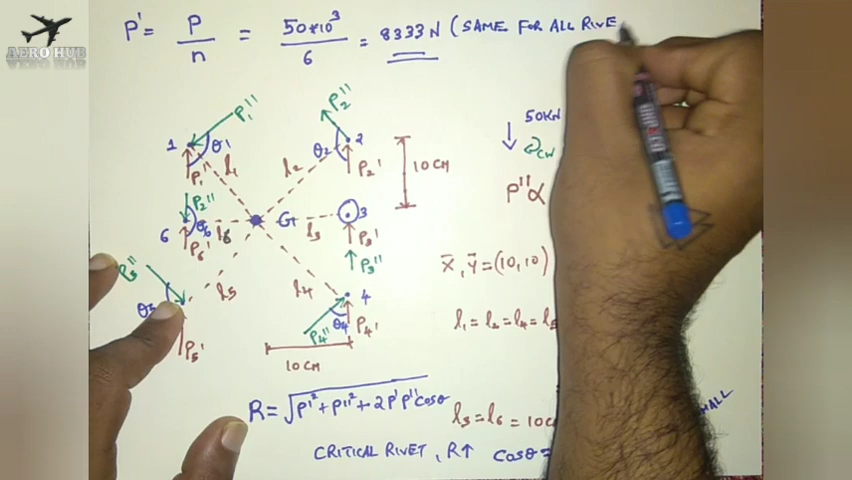 P' = P/n = 50*10³/6 = 8333 N (SAME FOR ALL RIVE
AERO HUB
P₁''
P₂''
1
θ1
θ2
2
50KN
P₁'
l₁
l₂
P₂'
10 CM
CW
P₂''
P''∝
6
θ6
l6
G
l₃
3
P₆'
P₃'
P₃''
X̄, Ȳ = (10,10)
P5''
θ5
l5
l4
4
θ4
P4''
P₄'
l₁ = l₂ = l₄ = l5
P5'
10 CM
R = √P'² + P''² + 2P'P''cosθ
l₃ = l6 = 10c
CRITICAL RIVET, R↑ cosθ =